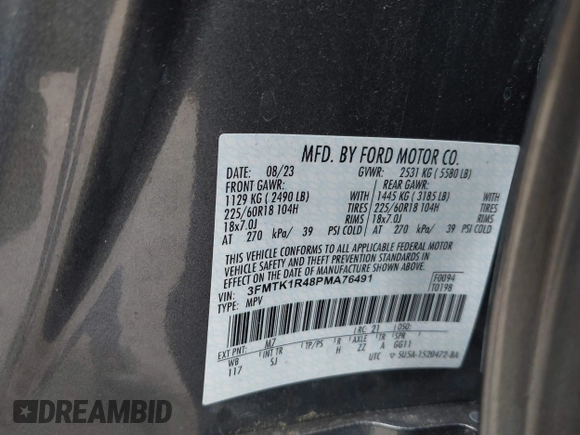 MFD. BY FORD MOTOR CO.
DATE: 08/23 GVWR: 2531 KG ( 5580 LB)
FRONT GAWR: REAR GAWR:
1129 KG ( 2490 LB) WITH 1445 KG ( 3185 LB) WITH
225/60R18 104H TIRES 225/60R18 104H TIRES
18x7.0J RIMS 18x7.0J RIMS
AT 270 kPa/ 39 PSI COLD AT 270 kPa/ 39 PSI COLD
THIS VEHICLE CONFORMS TO ALL APPLICABLE FEDERAL MOTOR
VEHICLE SAFETY AND THEFT PREVENTION STANDARDS IN EFFECT ON
THE DATE OF MANUFACTURE SHOWN ABOVE.
VIN: 3FMTK1R48PMA76491 F0094
TYPE: MPV T0198
EXT PNT: M7 RC: 21 DSO:
WB INT TR TP/PS R AXLE TR SPR
117 SJ H Z2 A GG11
UTC 5U5A-1520472-BA
DREAMBID